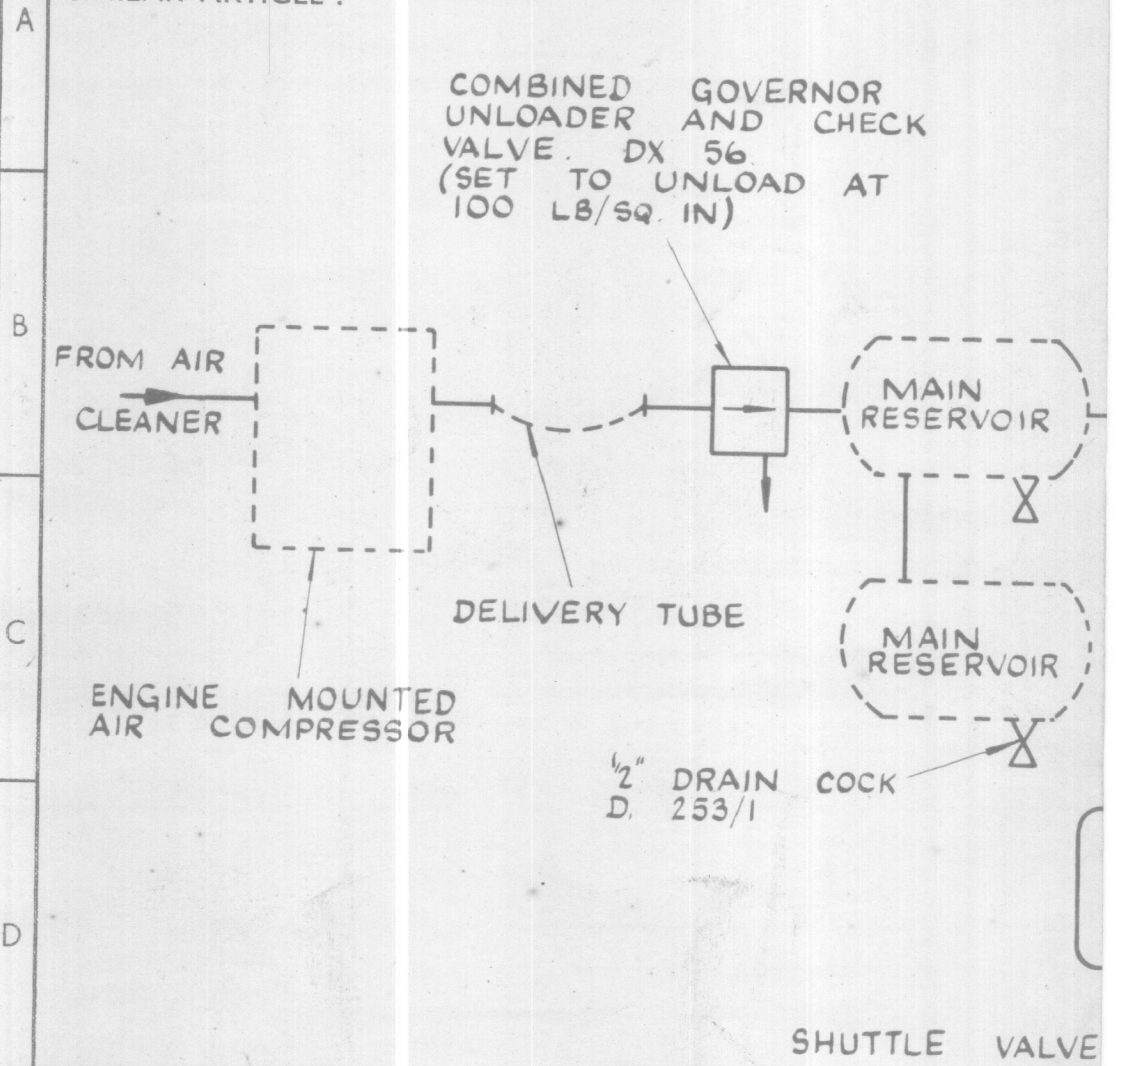 A
ARTICLE".
COMBINED GOVERNOR
UNLOADER AND CHECK
VALVE. DX 56
(SET TO UNLOAD AT
100 LB/SQ. IN)
B
FROM AIR
CLEANER
MAIN
RESERVOIR
DELIVERY TUBE
C
MAIN
RESERVOIR
ENGINE MOUNTED
AIR COMPRESSOR
1/2" DRAIN COCK
D. 253/1
D
SHUTTLE VALVE